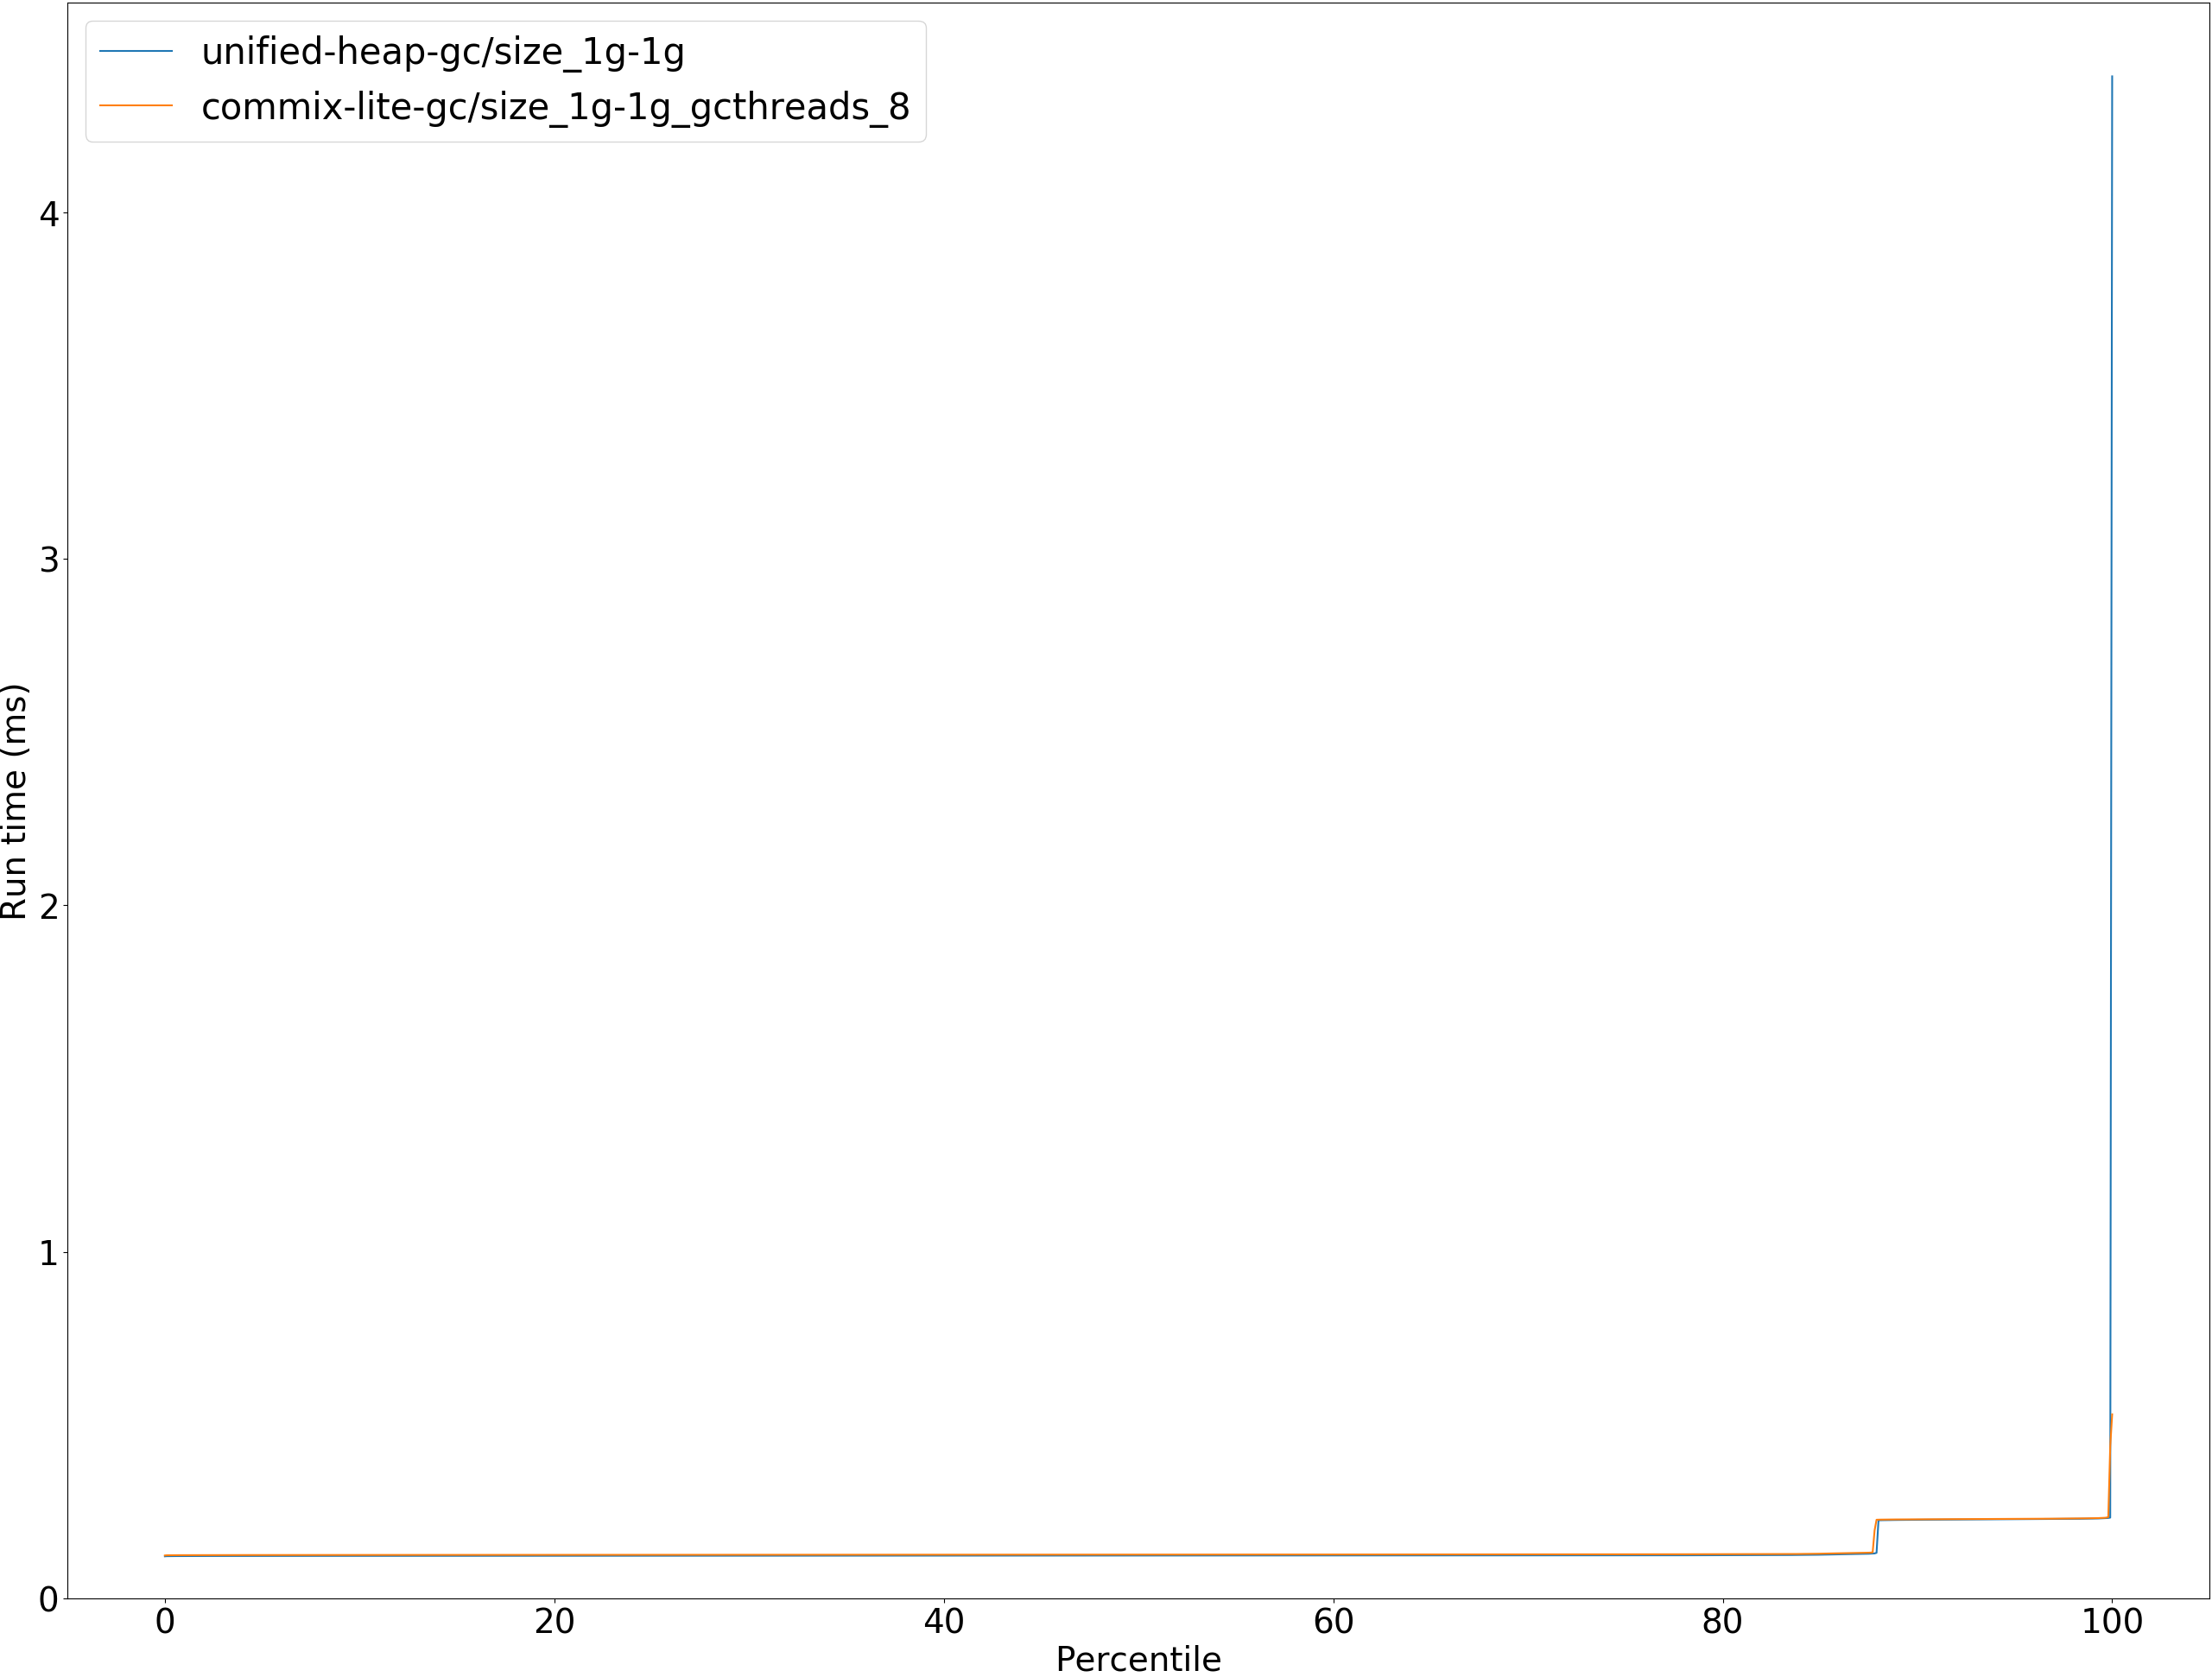 unified-heap-gc/size_1g-1g
commix-lite-gc/size_1g-1g_gcthreads_8
Run time (ms)
4
3
2
1
0
0 20 40 60 80 100
Percentile